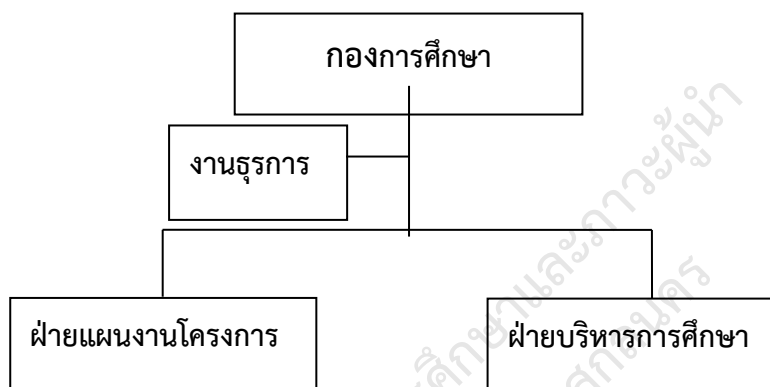 กองการศึกษา
งานธุรการ
ฝ่ายแผนงานโครงการ
ฝ่ายบริหารการศึกษา